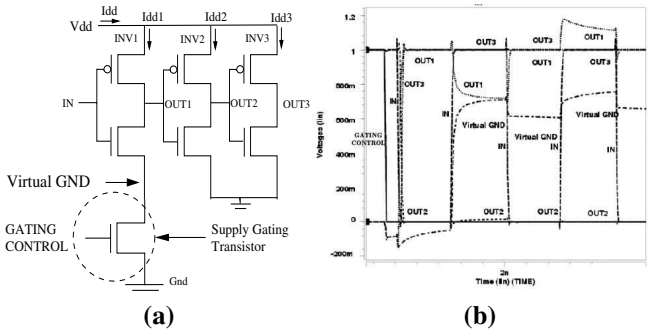 Idd
Idd1
Idd2
Idd3
Vdd
INV1
INV2
INV3
IN
OUT1
OUT2
OUT3
Virtual GND
GATING
CONTROL
Supply Gating
Transistor
Gnd
(a)
1.2
1
800m
600m
400m
200m
0
-200m
Voltages (lin)
OUT3
OUT3
OUT1
OUT1
OUT1
OUT3
OUT3
OUT1
IN
IN
IN
IN
Virtual GND
Virtual GND
Virtual GND
GATING
CONTROL
OUT2
OUT2
OUT2
OUT2
2n
Time (lin) (TIME)
(b)